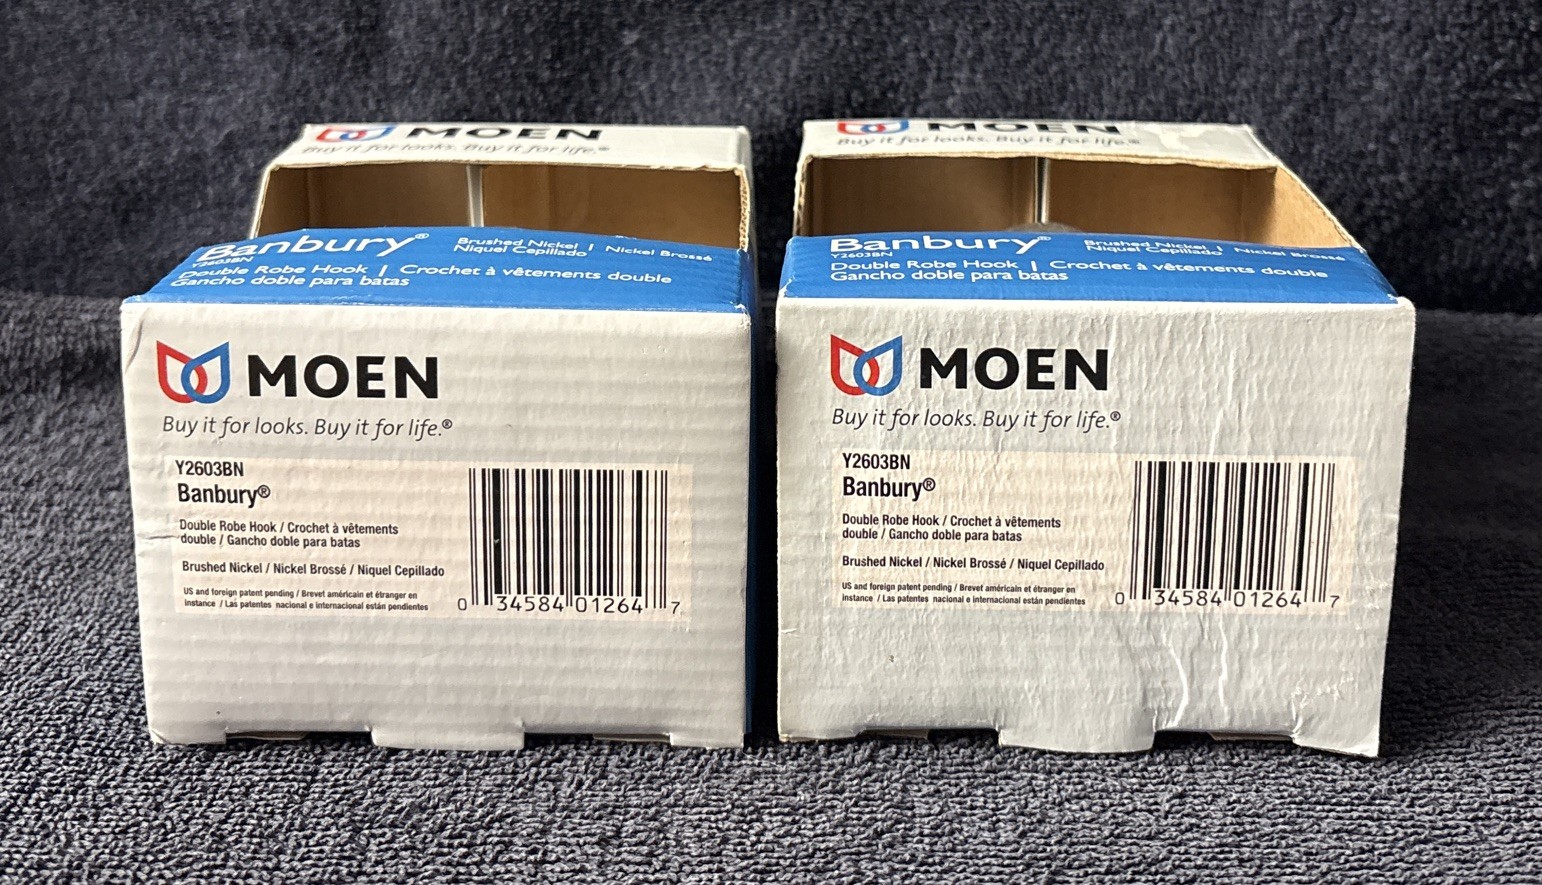 MOEN
Buy it for looks. Buy it for life.®
Banbury®
Y2603BN
Brushed Nickel | Nickel Brossé
Niquel Cepillado
Double Robe Hook | Crochet à vêtements double
Gancho doble para batas
MOEN
Buy it for looks. Buy it for life.®
Y2603BN
Banbury®
Double Robe Hook / Crochet à vêtements
double / Gancho doble para batas
Brushed Nickel / Nickel Brossé / Niquel Cepillado
US and foreign patent pending / Brevet américain et étranger en
instance / Las patentes nacional e internacional están pendientes
0 34584 01264 7
MOEN
Buy it for looks. Buy it for life.®
Banbury®
Y2603BN
Brushed Nickel | Nickel Brossé
Niquel Cepillado
Double Robe Hook | Crochet à vêtements double
Gancho doble para batas
MOEN
Buy it for looks. Buy it for life.®
Y2603BN
Banbury®
Double Robe Hook / Crochet à vêtements
double / Gancho doble para batas
Brushed Nickel / Nickel Brossé / Niquel Cepillado
US and foreign patent pending / Brevet américain et étranger en
instance / Las patentes nacional e internacional están pendientes
0 34584 01264 7